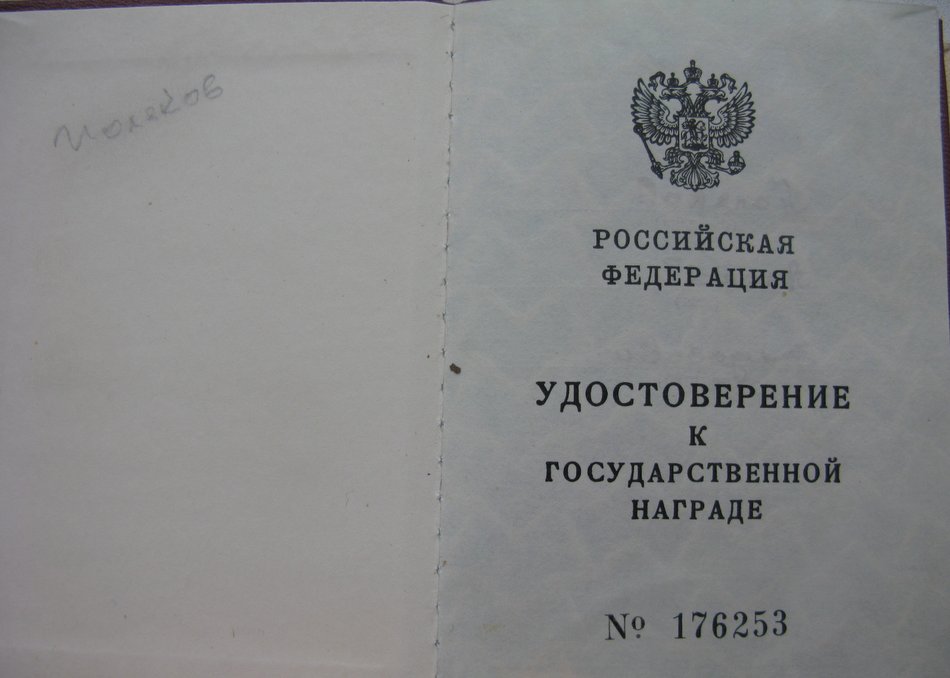 Поляков
РОССИЙСКАЯ
ФЕДЕРАЦИЯ
УДОСТОВЕРЕНИЕ
К
ГОСУДАРСТВЕННОЙ
НАГРАДЕ
№ 176253